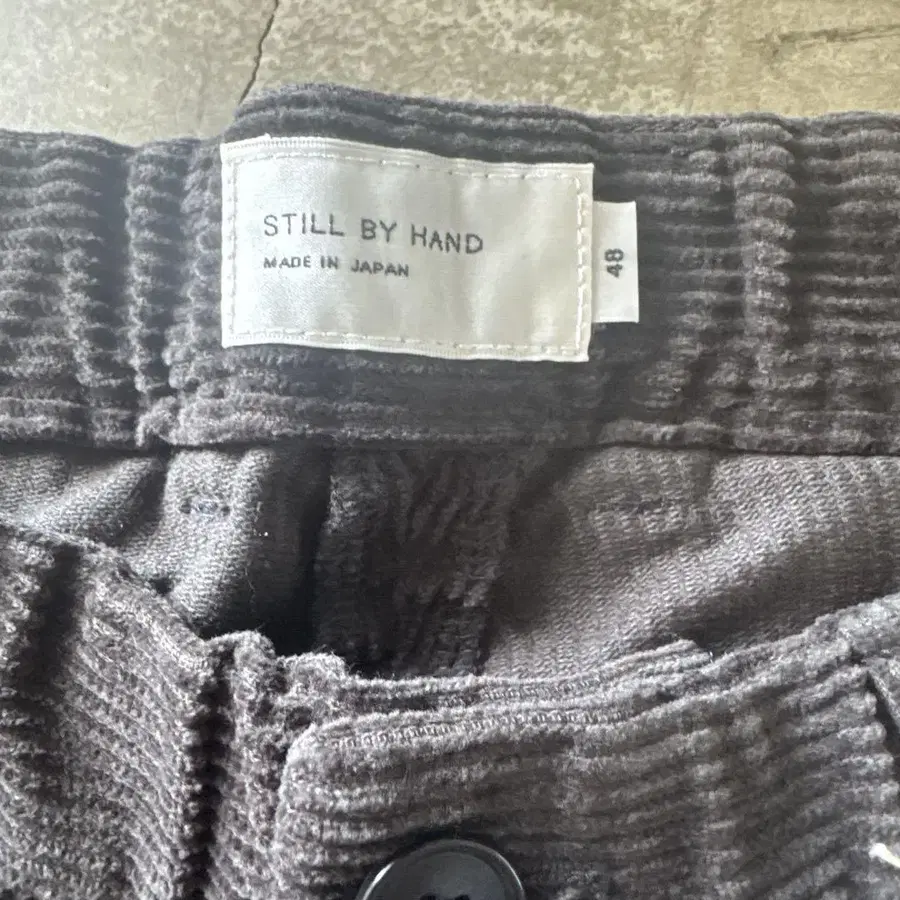 STILL BY HAND
MADE IN JAPAN
48